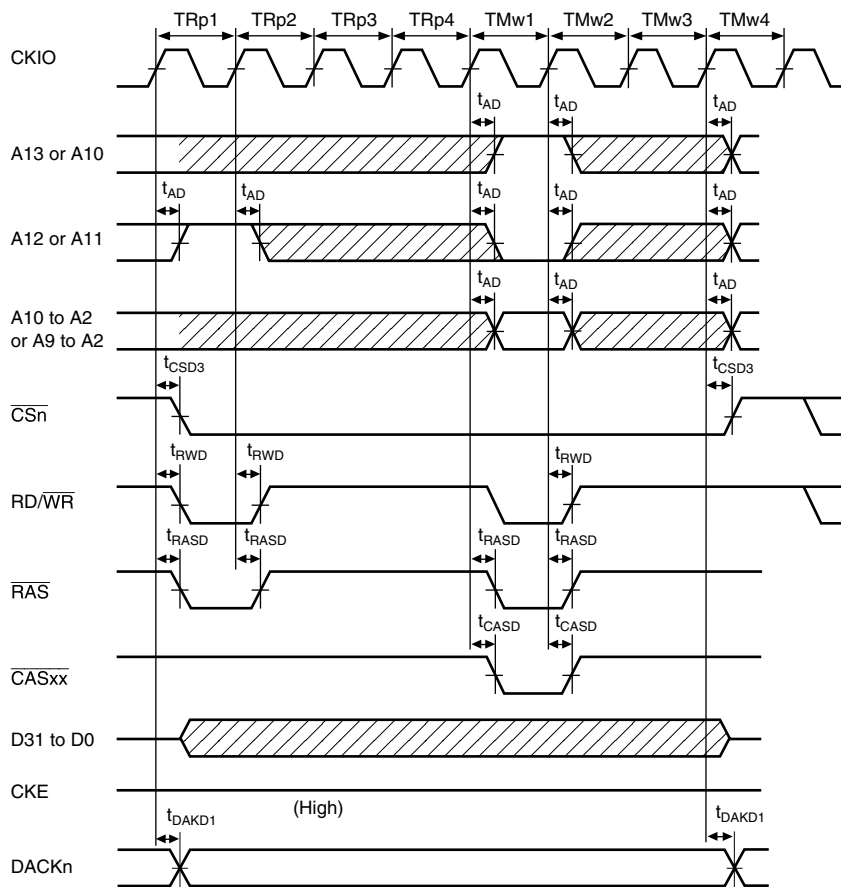 TRp1 TRp2 TRp3 TRp4 TMw1 TMw2 TMw3 TMw4
CKIO
tAD tAD tAD
A13 or A10
tAD tAD tAD tAD tAD
A12 or A11
tAD tAD tAD
A10 to A2
or A9 to A2
tCSD3 tCSD3
CSn
tRWD tRWD tRWD
RD/WR
tRASD tRASD tRASD tRASD
RAS
tCASD tCASD
CASxx
D31 to D0
CKE
(High)
tDAKD1 tDAKD1
DACKn